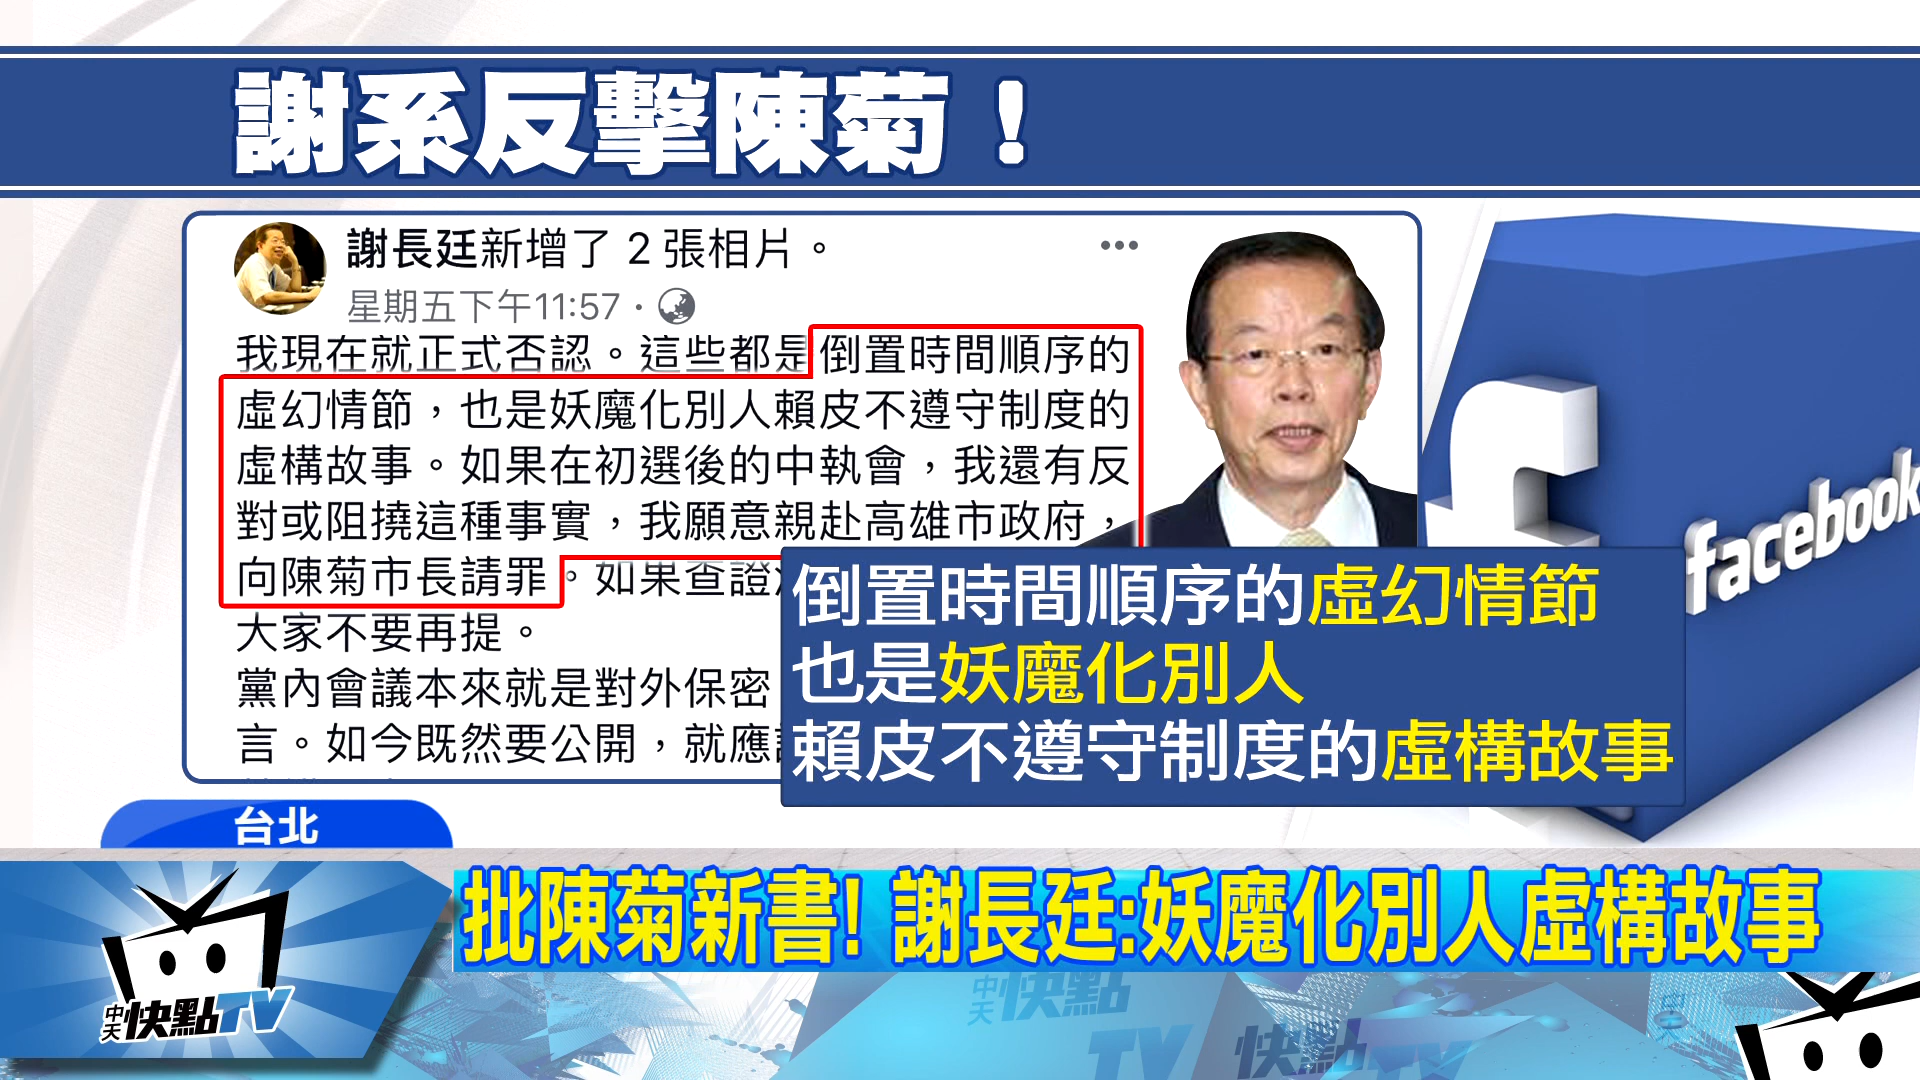 謝系反擊陳菊！
謝長廷新增了 2 張相片。
星期五下午11:57 ·
我現在就正式否認。這些都是倒置時間順序的
虛幻情節，也是妖魔化別人賴皮不遵守制度的
虛構故事。如果在初選後的中執會，我還有反
對或阻撓這種事實，我願意親赴高雄市政府，
向陳菊市長請罪。如果查證
大家不要再提。
黨內會議本來就是對外保密
言。如今既然要公開，就應
facebook
倒置時間順序的虛幻情節
也是妖魔化別人
賴皮不遵守制度的虛構故事
台北
批陳菊新書! 謝長廷:妖魔化別人虛構故事
中天快點TV
中天快點TV
快點TV